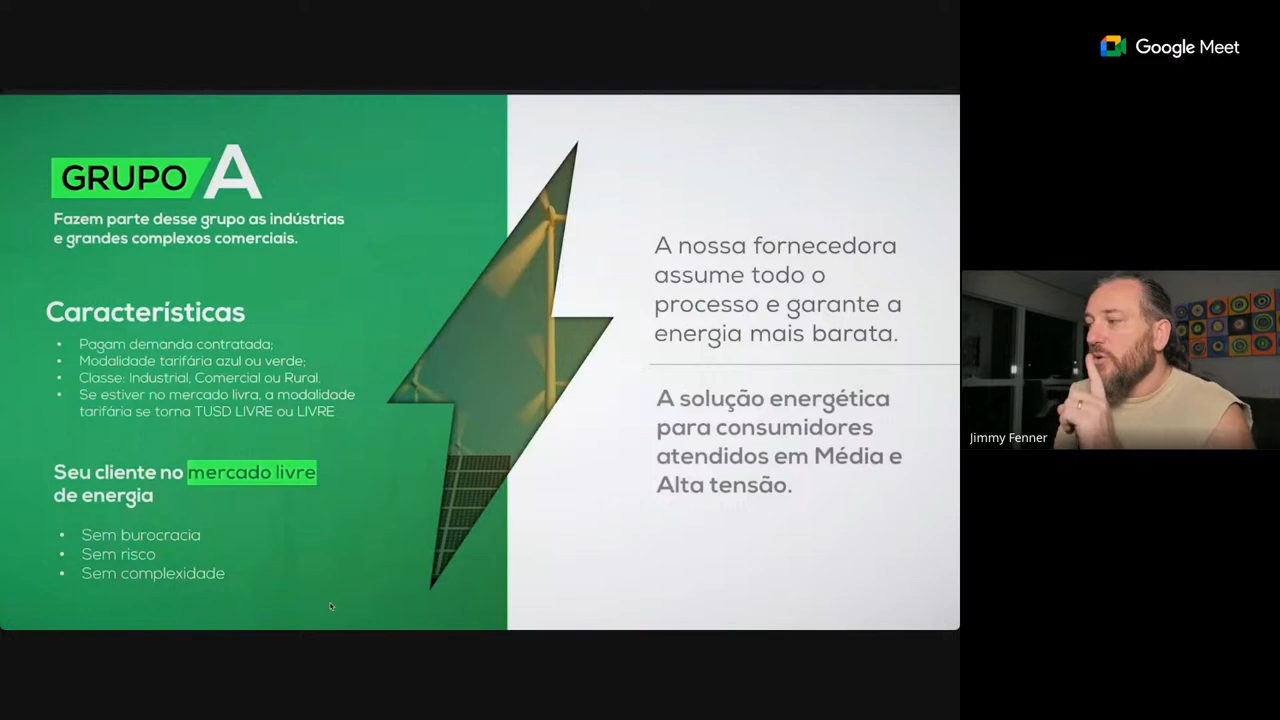 Google Meet
GRUPO A
Fazem parte desse grupo as indústrias
e grandes complexos comerciais.
Características
• Pagam demanda contratada;
• Modalidade tarifária azul ou verde;
• Classe: Industrial, Comercial ou Rural.
• Se estiver no mercado livra, a modalidade
tarifária se torna TUSD LIVRE ou LIVRE
Seu cliente no mercado livre
de energia
• Sem burocracia
• Sem risco
• Sem complexidade
A nossa fornecedora
assume todo o
processo e garante a
energia mais barata.
A solução energética
para consumidores
atendidos em Média e
Alta tensão.
Jimmy Fenner